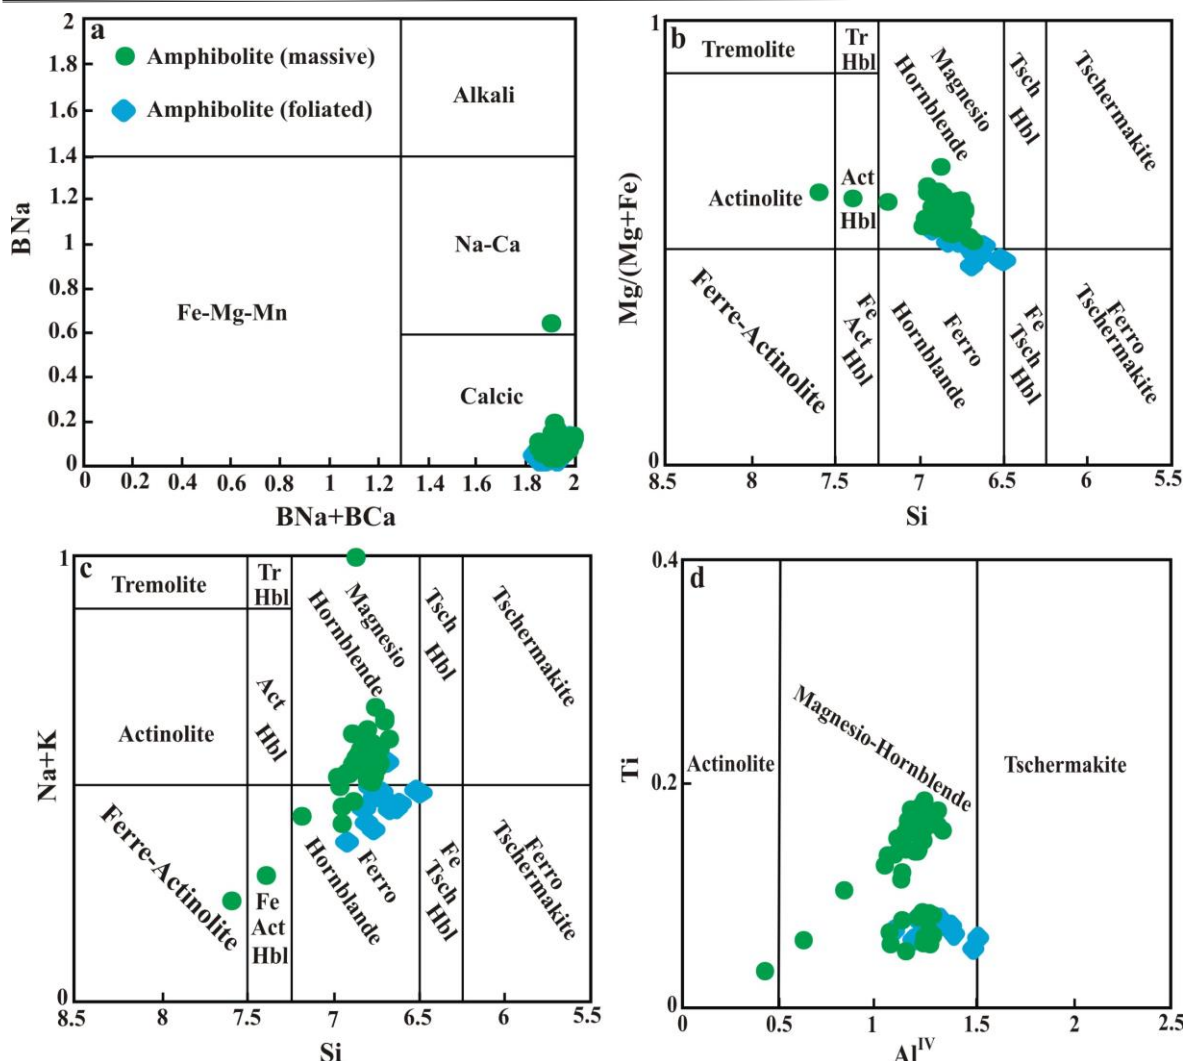 a
Amphibolite (massive)
Amphibolite (foliated)
Alkali
Na-Ca
Fe-Mg-Mn
Calcic
2
1.8
1.6
1.4
1.2
1
0.8
0.6
0.4
0.2
0
BNa
0 0.2 0.4 0.6 0.8 1 1.2 1.4 1.6 1.8 2
BNa+BCa
b
Tremolite
Tr
Hbl
Magnesio
Hornblende
Tsch
Hbl
Tschermakite
Actinolite
Act
Hbl
Ferre-Actinolite
Fe
Act
Hbl
Ferro
Hornblande
Fe
Tsch
Hbl
Ferro
Tschermakite
1
0
Mg/(Mg+Fe)
8.5 8 7.5 7 6.5 6 5.5
Si
c
Tremolite
Tr
Hbl
Magnesio
Hornblende
Tsch
Hbl
Tschermakite
Actinolite
Act
Hbl
Ferre-Actinolite
Fe
Act
Hbl
Ferro
Hornblande
Fe
Tsch
Hbl
Ferro
Tschermakite
1
0
Na+K
8.5 8 7.5 7 6.5 6 5.5
Si
d
Magnesio-Hornblende
Actinolite
Tschermakite
0.4
0.2
0
Ti
0 0.5 1 1.5 2 2.5
Al^IV